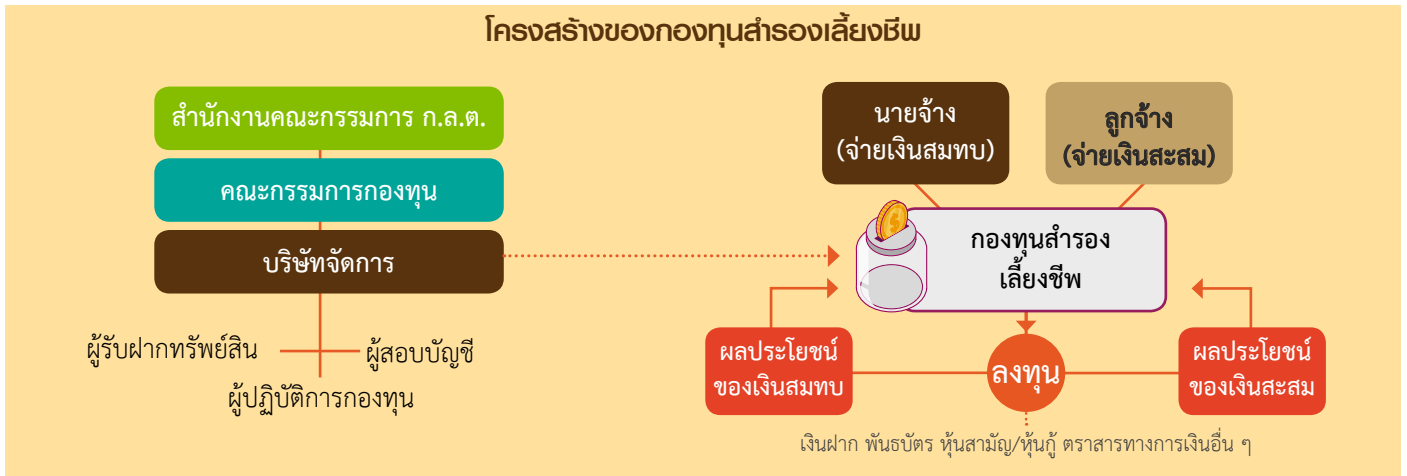 โครงสร้างของกองทุนสำรองเลี้ยงชีพ
สำนักงานคณะกรรมการ ก.ล.ต.
คณะกรรมการกองทุน
บริษัทจัดการ
ผู้รับฝากทรัพย์สิน
ผู้สอบบัญชี
ผู้ปฏิบัติการกองทุน
นายจ้าง
(จ่ายเงินสมทบ)
ลูกจ้าง
(จ่ายเงินสะสม)
กองทุนสำรอง
เลี้ยงชีพ
ผลประโยชน์
ของเงินสมทบ
ลงทุน
ผลประโยชน์
ของเงินสะสม
เงินฝาก พันธบัตร หุ้นสามัญ/หุ้นกู้ ตราสารทางการเงินอื่น ๆ